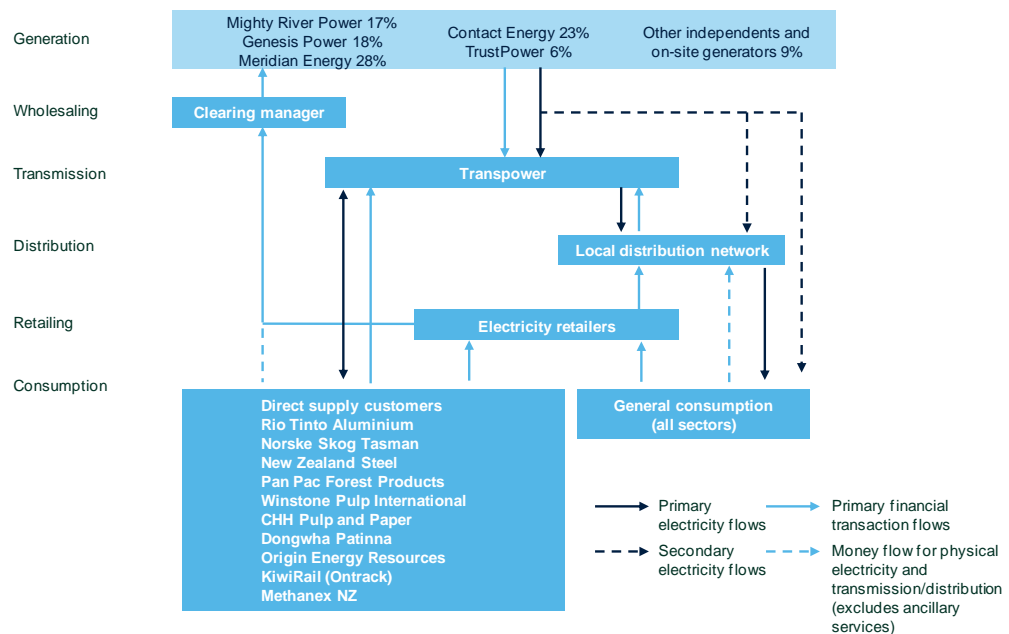 Generation
Mighty River Power 17%
Genesis Power 18%
Meridian Energy 28%
Contact Energy 23%
TrustPower 6%
Other independents and
on-site generators 9%
Wholesaling
Clearing manager
Transmission
Transpower
Distribution
Local distribution network
Retailing
Electricity retailers
Consumption
Direct supply customers
Rio Tinto Aluminium
Norske Skog Tasman
New Zealand Steel
Pan Pac Forest Products
Winstone Pulp International
CHH Pulp and Paper
Dongwha Patinna
Origin Energy Resources
KiwiRail (Ontrack)
Methanex NZ
General consumption
(all sectors)
Primary
electricity flows
Primary financial
transaction flows
Secondary
electricity flows
Money flow for physical
electricity and
transmission/distribution
(excludes ancillary
services)